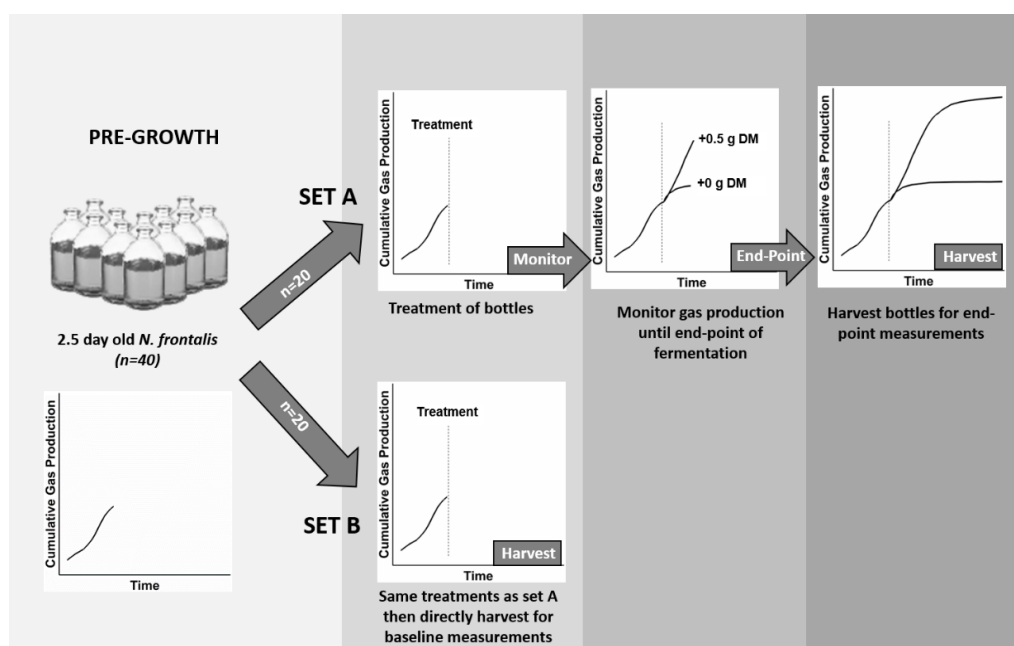 PRE-GROWTH
2.5 day old N. frontalis
(n=40)
Cumulative Gas Production
Time
SET A
n=20
n=20
SET B
Cumulative Gas Production
Treatment
Time
Treatment of bottles
Monitor
Cumulative Gas Production
+0.5 g DM
+0 g DM
Time
Monitor gas production
until end-point of
fermentation
End-Point
Cumulative Gas Production
Harvest
Time
Harvest bottles for end-
point measurements
Cumulative Gas Production
Treatment
Harvest
Time
Same treatments as set A
then directly harvest for
baseline measurements